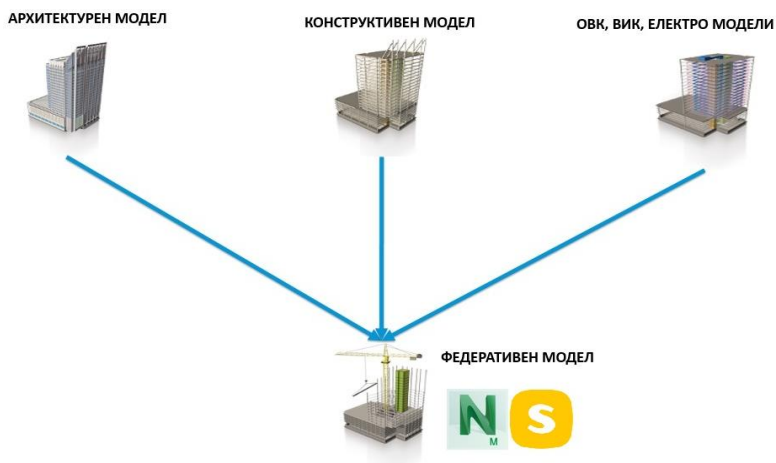 АРХИТЕКТУРЕН МОДЕЛ
КОНСТРУКТИВЕН МОДЕЛ
ОВК, ВИК, ЕЛЕКТРО МОДЕЛИ
ФЕДЕРАТИВЕН МОДЕЛ
N
M
S